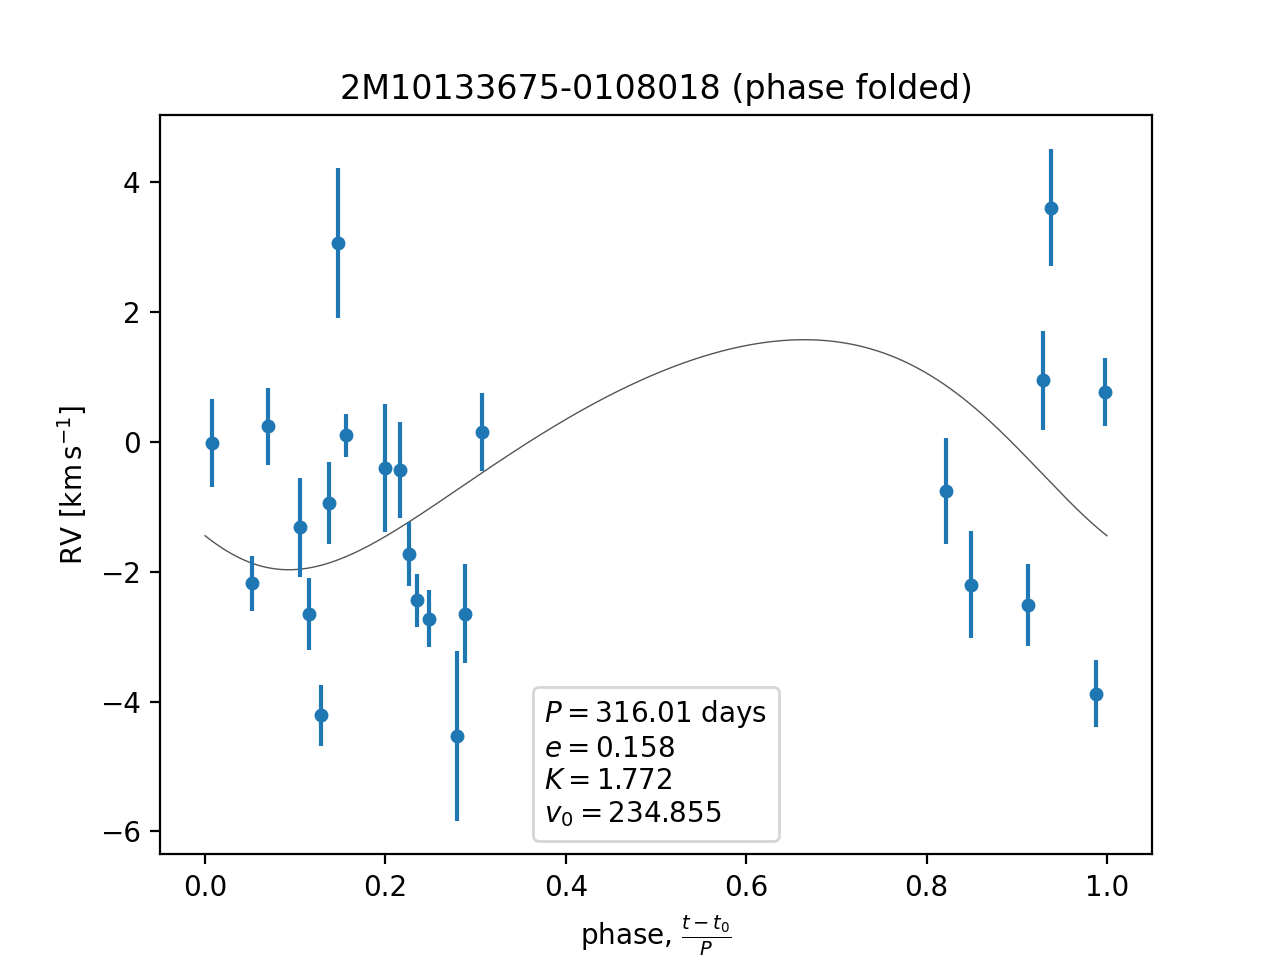 2M10133675-0108018 (phase folded)
RV [km s⁻¹]
4
2
0
−2
−4
−6
P = 316.01 days
e = 0.158
K = 1.772
v₀ = 234.855
0.0 0.2 0.4 0.6 0.8 1.0
phase, (t − t₀)/P